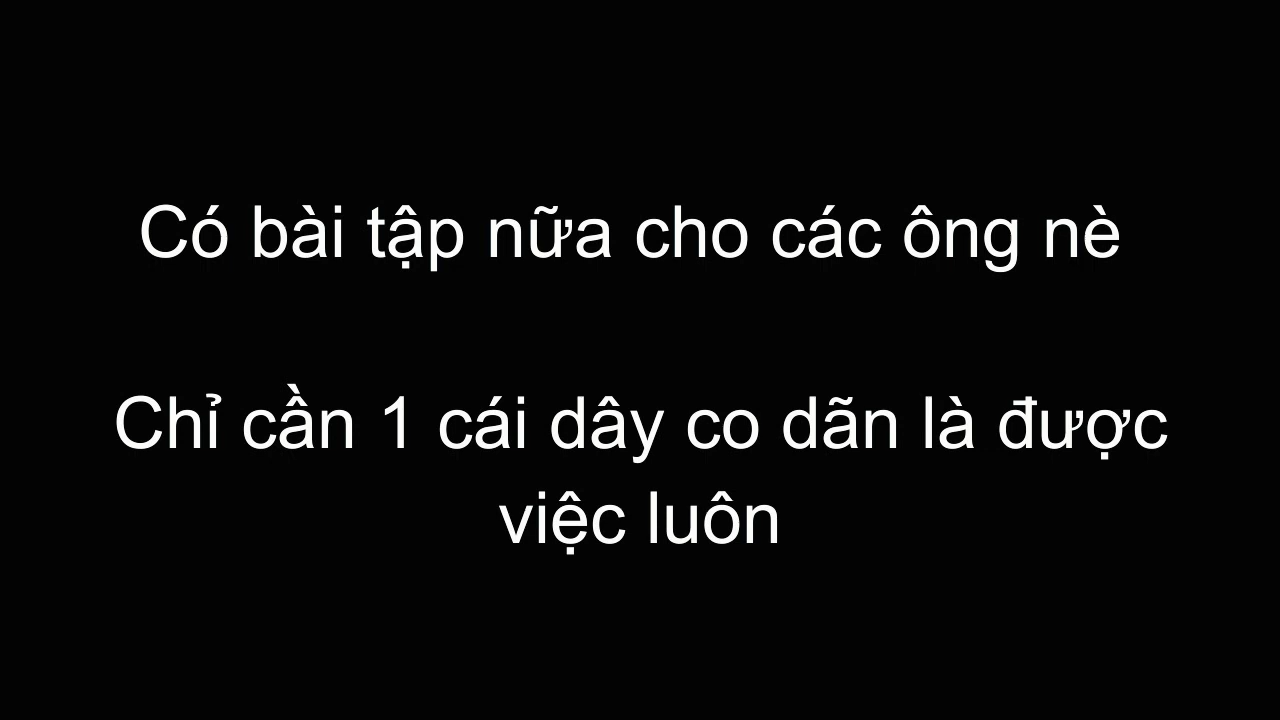 Có bài tập nữa cho các ông nè
Chỉ cần 1 cái dây co dãn là được
việc luôn